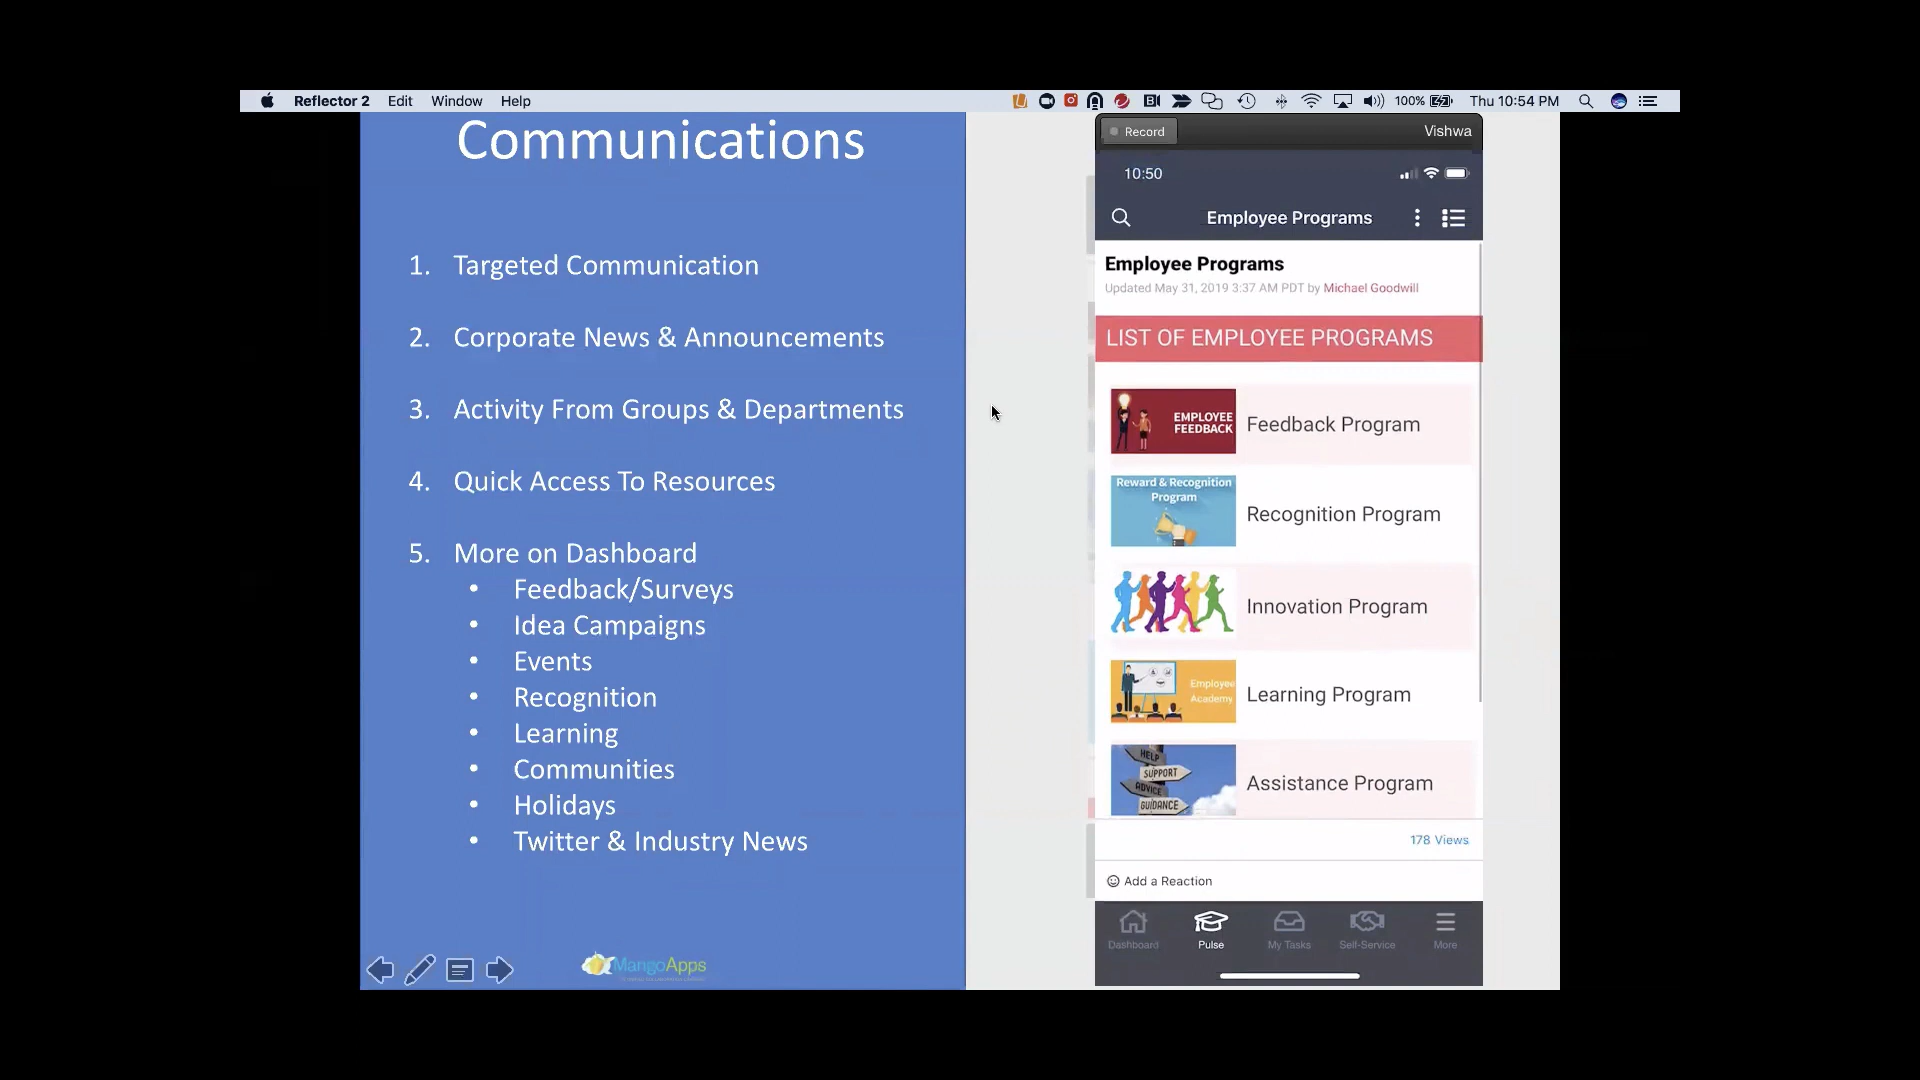 Reflector 2 Edit Window Help 100% Thu 10:54 PM
Communications
1. Targeted Communication
2. Corporate News & Announcements
3. Activity From Groups & Departments
4. Quick Access To Resources
5. More on Dashboard
• Feedback/Surveys
• Idea Campaigns
• Events
• Recognition
• Learning
• Communities
• Holidays
• Twitter & Industry News
MangoApps
Record Vishwa
10:50
Employee Programs
Employee Programs
Updated May 31, 2019 3:37 AM PDT by Michael Goodwill
LIST OF EMPLOYEE PROGRAMS
EMPLOYEE
FEEDBACK
Feedback Program
Reward & Recognition
Program
Recognition Program
Innovation Program
Employee
Academy
Learning Program
HELP
SUPPORT
ADVICE
GUIDANCE
Assistance Program
178 Views
Add a Reaction
Dashboard Pulse My Tasks Self-Service More